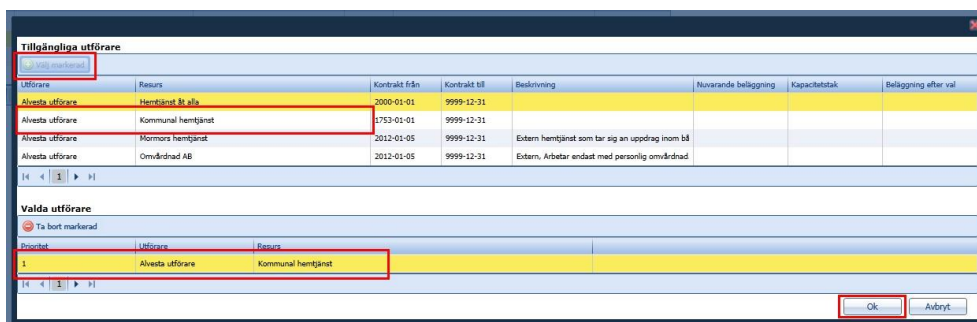 Tillgängliga utförare
Välj markerad
Utförare Resurs Kontrakt från Kontrakt till Beskrivning Nuvarande beläggning Kapacitetstak Beläggning efter val
Alvesta utförare Hemtjänst åt alla 2000-01-01 9999-12-31
Alvesta utförare Kommunal hemtjänst 1753-01-01 9999-12-31
Alvesta utförare Mormors hemtjänst 2012-01-05 9999-12-31 Extern hemtjänst som tar sig an uppdrag inom bå
Alvesta utförare Omvårdnad AB 2012-01-05 9999-12-31 Extern, Arbetar endast med personlig omvårdnad.
1
Valda utförare
Ta bort markerad
Prioritet Utförare Resurs
1 Alvesta utförare Kommunal hemtjänst
1
Ok Avbryt